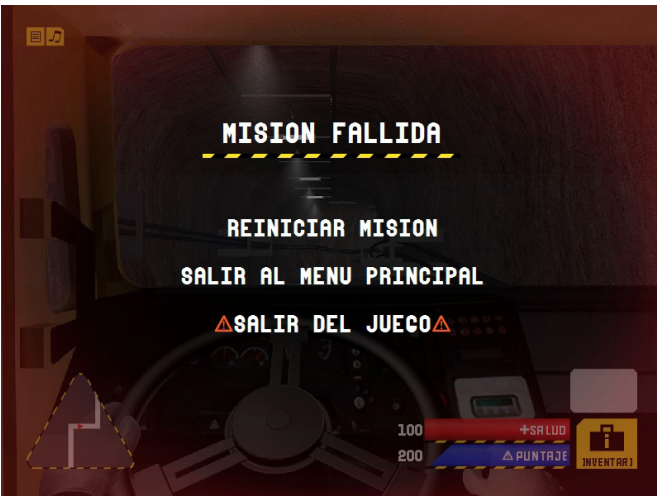 MISION FALLIDA
REINICIAR MISION
SALIR AL MENU PRINCIPAL
⚠SALIR DEL JUEGO⚠
100 +SALUD
200 ⚠PUNTAJE
INVENTARI